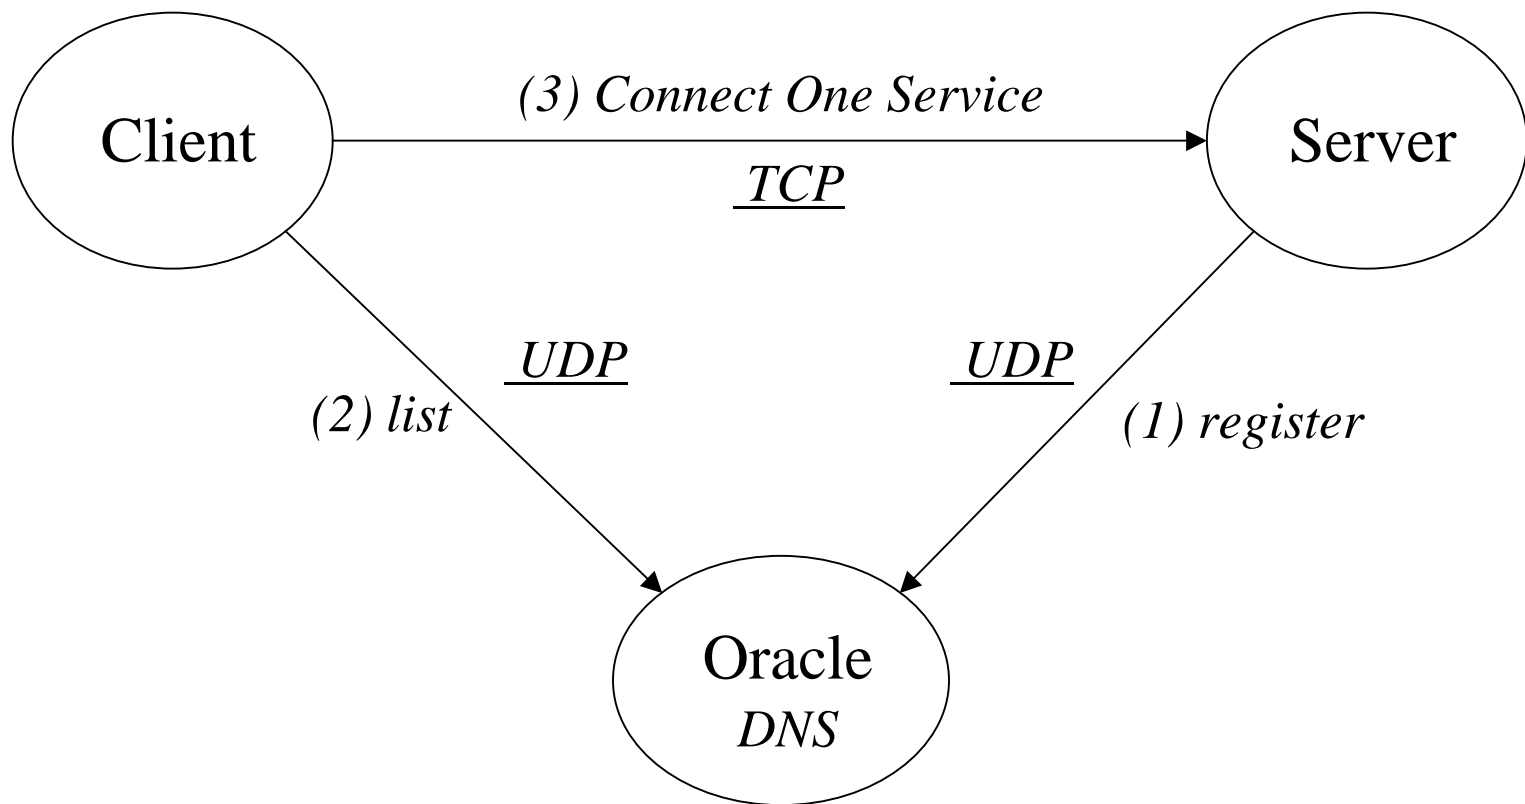 (3) Connect One Service
Client
Server
TCP
UDP
UDP
(2) list
(1) register
Oracle
DNS